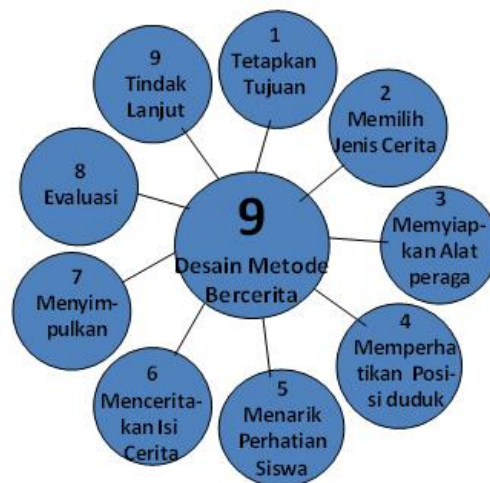 9
Desain Metode
Bercerita
1
Tetapkan
Tujuan
2
Memilih
Jenis Cerita
3
Memyiap-
kan Alat
peraga
4
Memperha
tikan Posi-
si duduk
5
Menarik
Perhatian
Siswa
6
Mencerita-
kan Isi
Cerita
7
Menyim-
pulkan
8
Evaluasi
9
Tindak
Lanjut